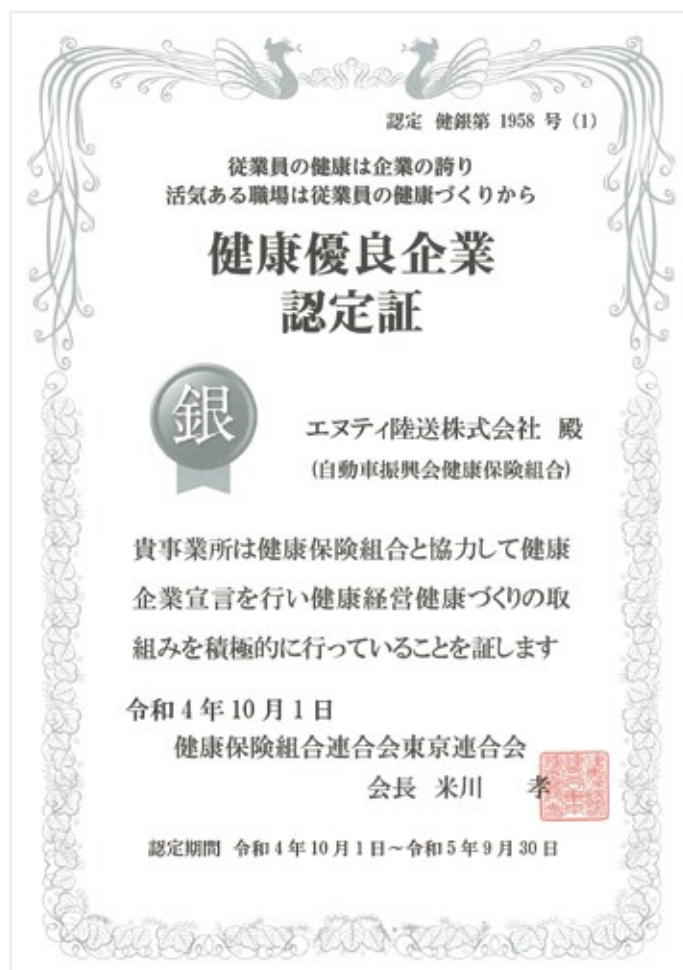 認定 健銀第 1958 号 (1)
従業員の健康は企業の誇り
活気ある職場は従業員の健康づくりから
健康優良企業
認定証
銀
エヌティ陸送株式会社 殿
(自動車振興会健康保険組合)
貴事業所は健康保険組合と協力して健康
企業宣言を行い健康経営健康づくりの取
組みを積極的に行っていることを証します
令和4年10月1日
健康保険組合連合会東京連合会
会長 米川 孝
認定期間 令和4年10月1日~令和5年9月30日